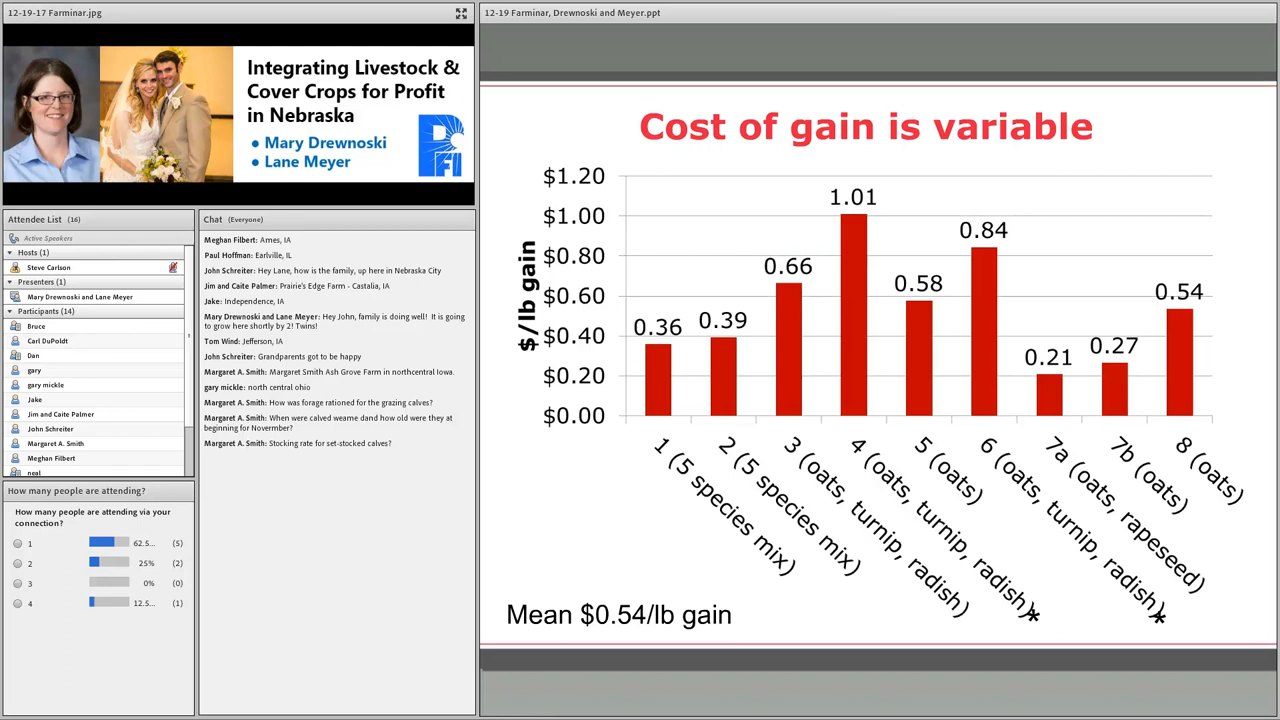 12-19-17 Farminar.jpg
Integrating Livestock &
Cover Crops for Profit
in Nebraska
• Mary Drewnoski
• Lane Meyer
PFI
Attendee List (16)
Active Speakers
Hosts (1)
Steve Carlson
Presenters (1)
Mary Drewnoski and Lane Meyer
Participants (14)
Bruce
Carl DuPoldt
Dan
gary
gary mickle
Jake
Jim and Caite Palmer
John Schreiter
Margaret A. Smith
Meghan Filbert
neal
Chat (Everyone)
Meghan Filbert: Ames, IA
Paul Hoffman: Earlville, IL
John Schreiter: Hey Lane, how is the family, up here in Nebraska City
Jim and Caite Palmer: Prairie's Edge Farm - Castalia, IA
Jake: Independence, IA
Mary Drewnoski and Lane Meyer: Hey John, family is doing well! It is going
to grow here shortly by 2! Twins!
Tom Wind: Jefferson, IA
John Schreiter: Grandparents got to be happy
Margaret A. Smith: Margaret Smith Ash Grove Farm in northcentral Iowa.
gary mickle: north central ohio
Margaret A. Smith: How was forage rationed for the grazing calves?
Margaret A. Smith: When were calved weame dand how old were they at
beginning for Novermber?
Margaret A. Smith: Stocking rate for set-stocked calves?
How many people are attending?
How many people are attending via your
connection?
1 62.5... (5)
2 25% (2)
3 0% (0)
4 12.5... (1)
12-19 Farminar, Drewnoski and Meyer.ppt
Cost of gain is variable
$/lb gain
$1.20
$1.00
$0.80
$0.60
$0.40
$0.20
$0.00
0.36
0.39
0.66
1.01
0.58
0.84
0.21
0.27
0.54
1 (5 species mix)
2 (5 species mix)
3 (oats, turnip, radish)
4 (oats, turnip, radish)*
5 (oats)
6 (oats, turnip, radish)*
7a (oats, rapeseed)
7b (oats)
8 (oats)
Mean $0.54/lb gain